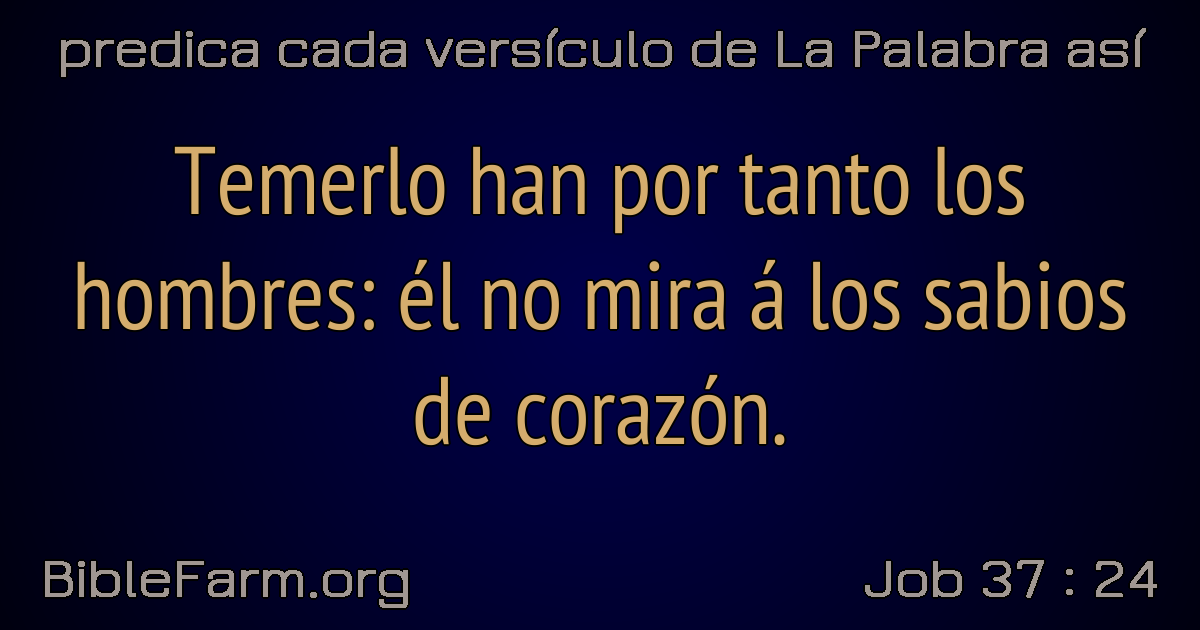 predica cada versículo de La Palabra así
Temerlo han por tanto los
hombres: él no mira á los sabios
de corazón.
BibleFarm.org
Job 37 : 24